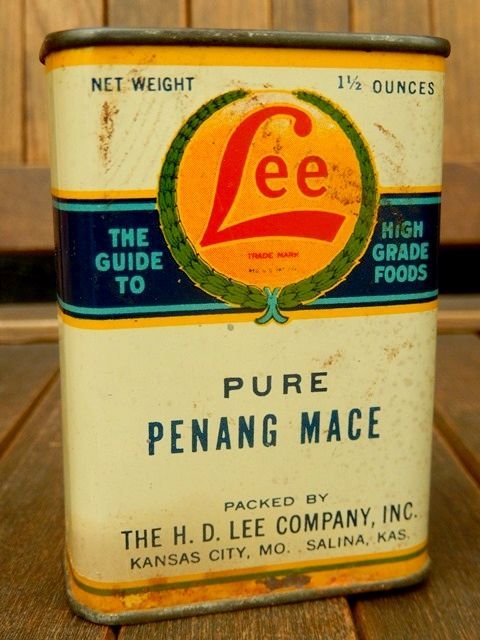 NET WEIGHT 1½ OUNCES
Lee
TRADE MARK
THE
GUIDE
TO
HIGH
GRADE
FOODS
PURE
PENANG MACE
PACKED BY
THE H. D. LEE COMPANY, INC.
KANSAS CITY, MO. SALINA, KAS.